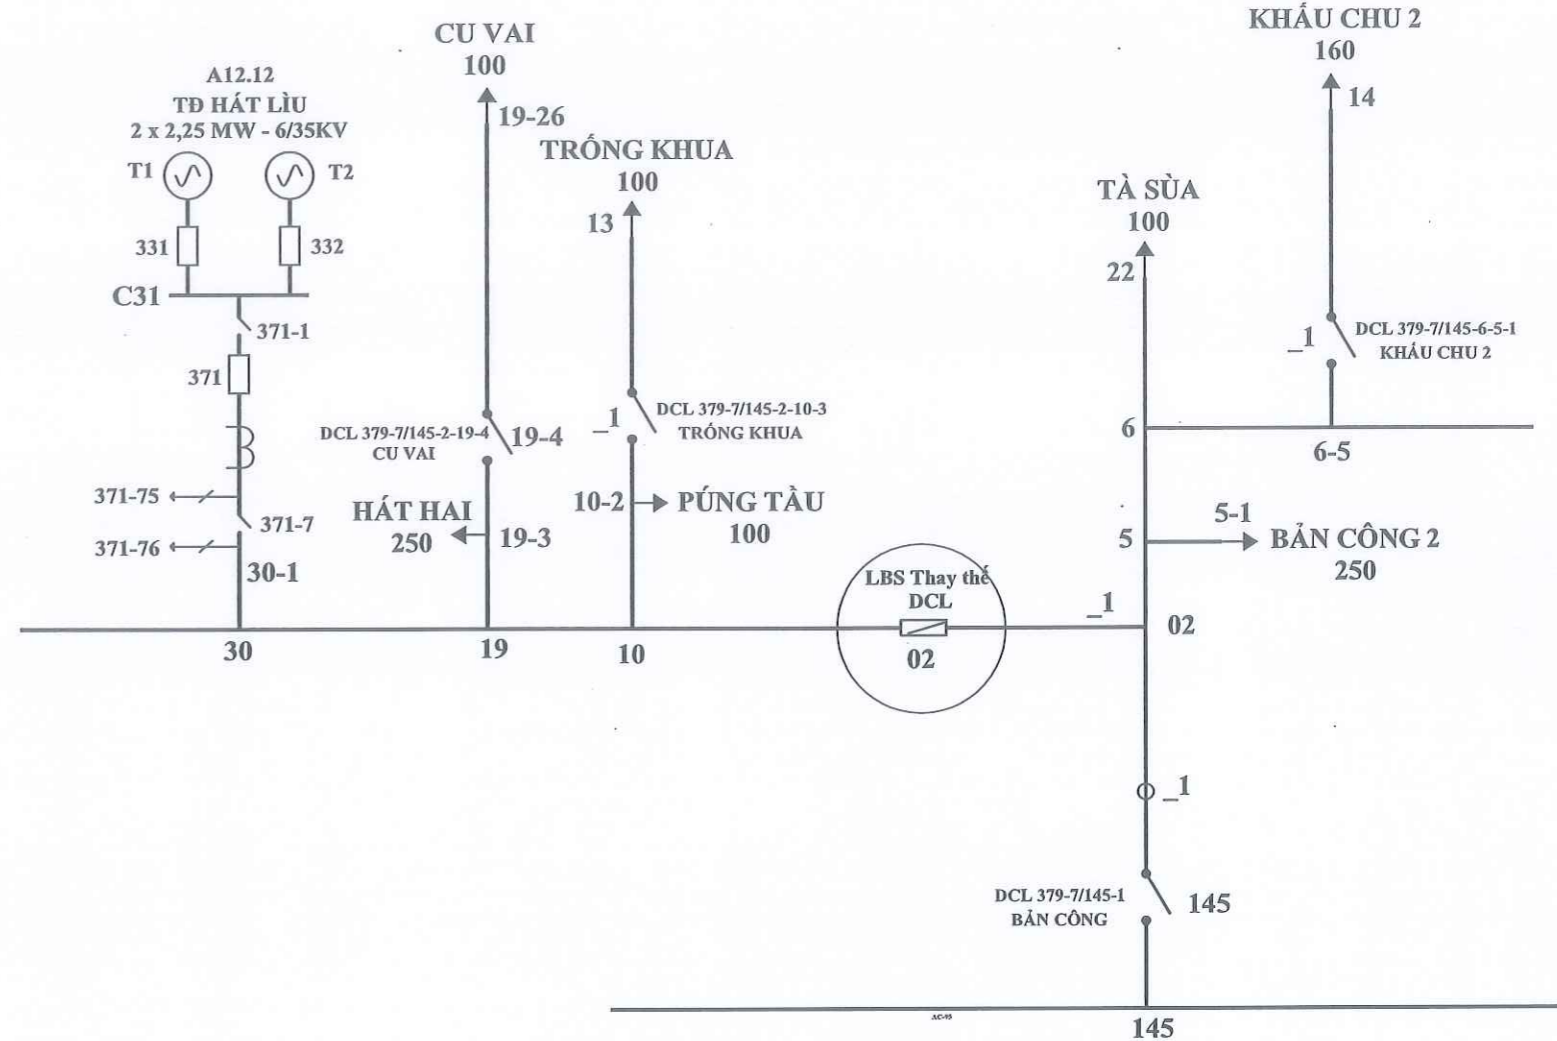 A12.12
TĐ HÁT LÌU
2 x 2,25 MW - 6/35KV
T1
T2
331
332
C31
371-1
371
371-75
371-7
371-76
30-1
30
CU VAI
100
19-26
DCL 379-7/145-2-19-4
CU VAI
19-4
HÁT HAI
250
19-3
19
TRỐNG KHUA
100
13
_1
DCL 379-7/145-2-10-3
TRỐNG KHUA
10-2
PÚNG TẦU
100
10
LBS Thay thế
DCL
02
_1
02
TÀ SÙA
100
22
6
5
5-1
BẢN CÔNG 2
250
KHẤU CHU 2
160
14
_1
DCL 379-7/145-6-5-1
KHẤU CHU 2
6-5
_1
DCL 379-7/145-1
BẢN CÔNG
145
AC-95
145